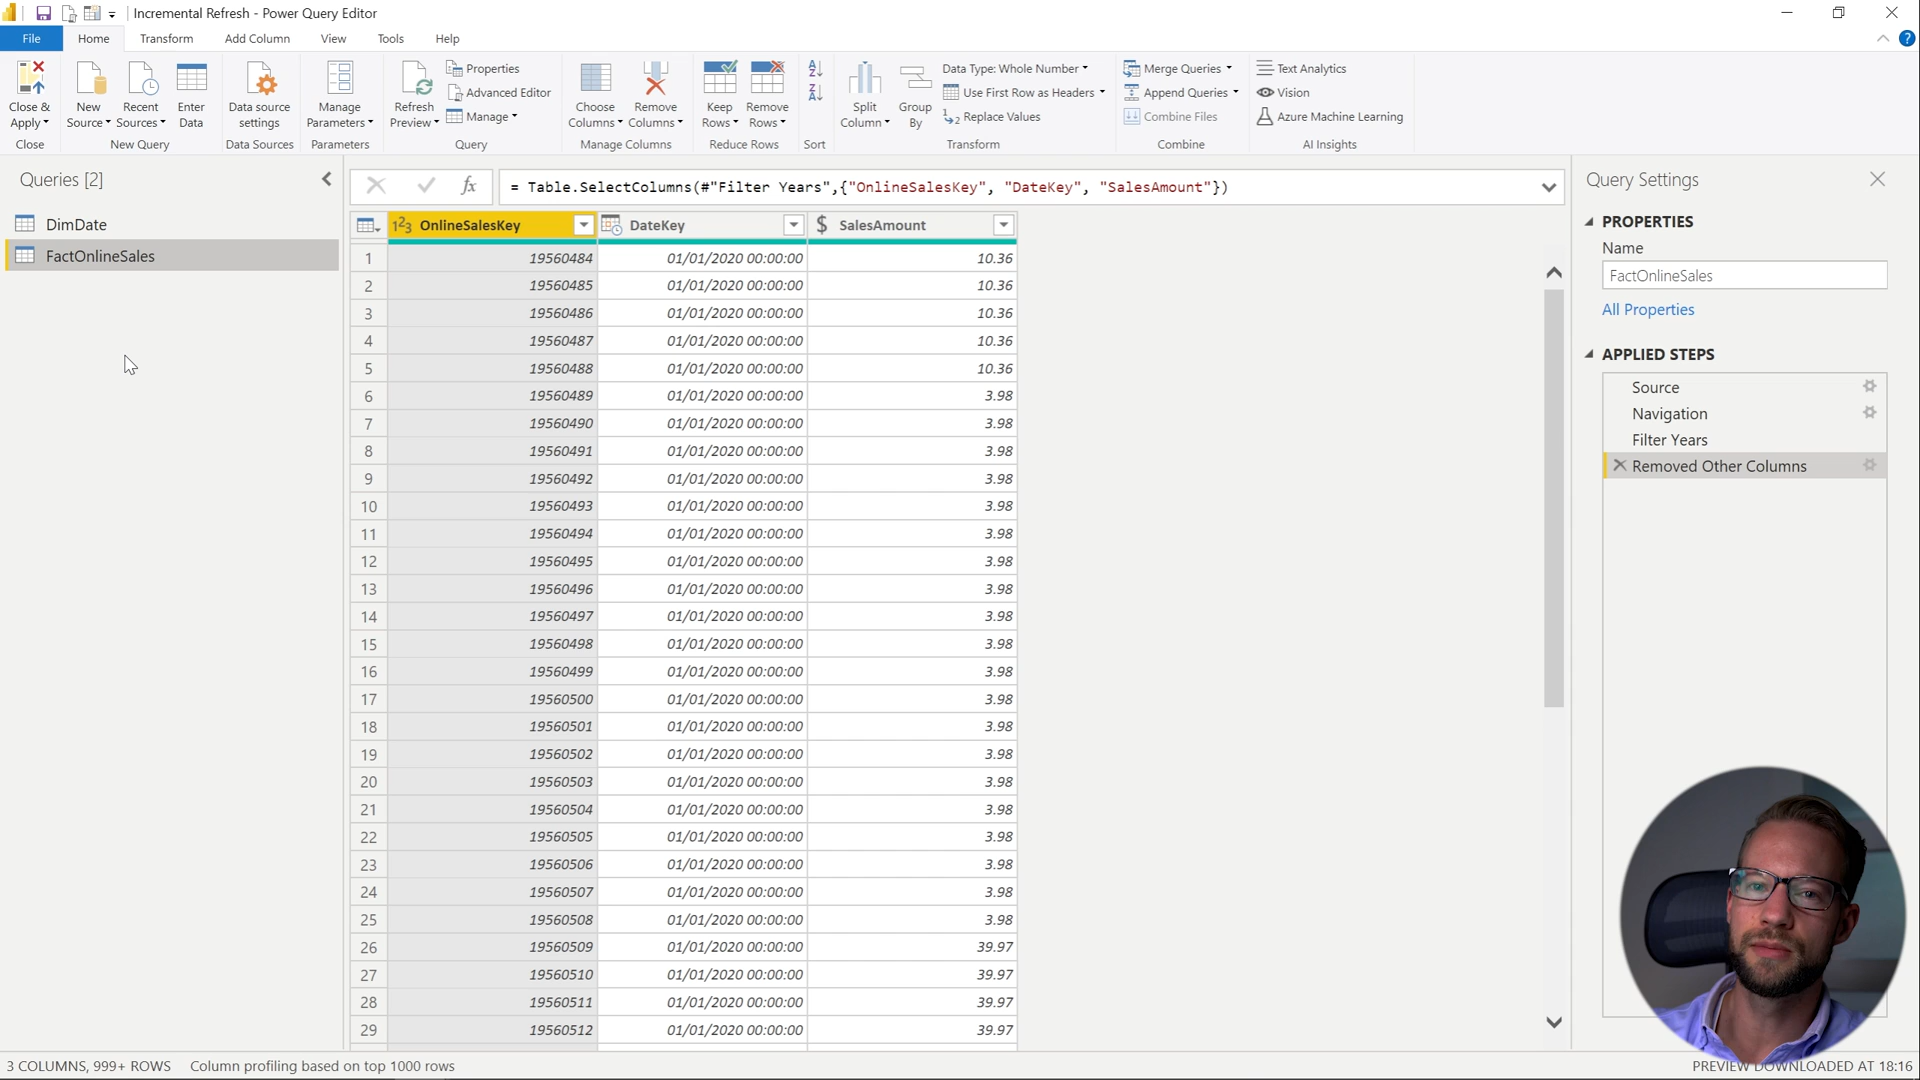 Incremental Refresh - Power Query Editor
File Home Transform Add Column View Tools Help
Close & Apply
New Source
Recent Sources
Enter Data
Data source settings
Manage Parameters
Refresh Preview
Properties
Advanced Editor
Manage
Choose Columns
Remove Columns
Keep Rows
Remove Rows
Split Column
Group By
Data Type: Whole Number
Use First Row as Headers
Replace Values
Merge Queries
Append Queries
Combine Files
Text Analytics
Vision
Azure Machine Learning
Close New Query Data Sources Parameters Query Manage Columns Reduce Rows Sort Transform Combine AI Insights
Queries [2]
DimDate
FactOnlineSales
= Table.SelectColumns(#"Filter Years",{"OnlineSalesKey", "DateKey", "SalesAmount"})
OnlineSalesKey DateKey SalesAmount
1 19560484 01/01/2020 00:00:00 10.36
2 19560485 01/01/2020 00:00:00 10.36
3 19560486 01/01/2020 00:00:00 10.36
4 19560487 01/01/2020 00:00:00 10.36
5 19560488 01/01/2020 00:00:00 10.36
6 19560489 01/01/2020 00:00:00 3.98
7 19560490 01/01/2020 00:00:00 3.98
8 19560491 01/01/2020 00:00:00 3.98
9 19560492 01/01/2020 00:00:00 3.98
10 19560493 01/01/2020 00:00:00 3.98
11 19560494 01/01/2020 00:00:00 3.98
12 19560495 01/01/2020 00:00:00 3.98
13 19560496 01/01/2020 00:00:00 3.98
14 19560497 01/01/2020 00:00:00 3.98
15 19560498 01/01/2020 00:00:00 3.98
16 19560499 01/01/2020 00:00:00 3.98
17 19560500 01/01/2020 00:00:00 3.98
18 19560501 01/01/2020 00:00:00 3.98
19 19560502 01/01/2020 00:00:00 3.98
20 19560503 01/01/2020 00:00:00 3.98
21 19560504 01/01/2020 00:00:00 3.98
22 19560505 01/01/2020 00:00:00 3.98
23 19560506 01/01/2020 00:00:00 3.98
24 19560507 01/01/2020 00:00:00 3.98
25 19560508 01/01/2020 00:00:00 3.98
26 19560509 01/01/2020 00:00:00 39.97
27 19560510 01/01/2020 00:00:00 39.97
28 19560511 01/01/2020 00:00:00 39.97
29 19560512 01/01/2020 00:00:00 39.97
Query Settings
PROPERTIES
Name
FactOnlineSales
All Properties
APPLIED STEPS
Source
Navigation
Filter Years
Removed Other Columns
3 COLUMNS, 999+ ROWS Column profiling based on top 1000 rows
PREVIEW DOWNLOADED AT 18:16